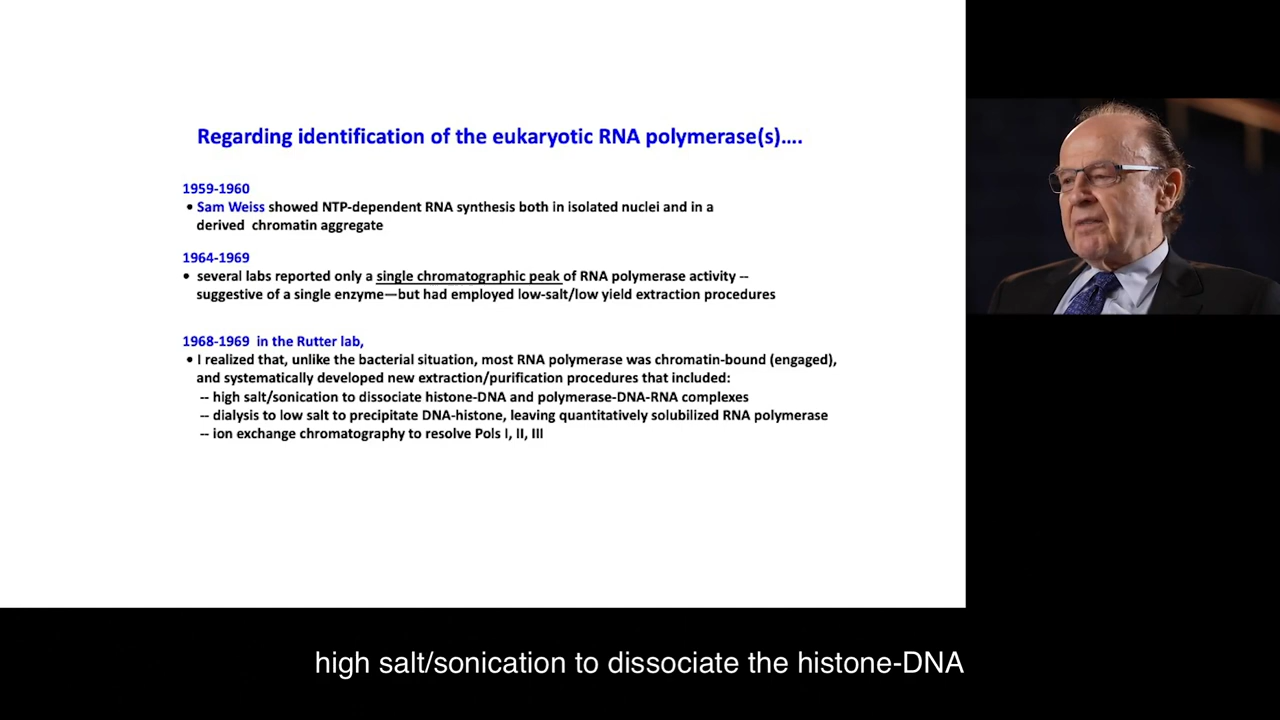 Regarding identification of the eukaryotic RNA polymerase(s)....
1959-1960
• Sam Weiss showed NTP-dependent RNA synthesis both in isolated nuclei and in a
derived chromatin aggregate
1964-1969
• several labs reported only a single chromatographic peak of RNA polymerase activity --
suggestive of a single enzyme—but had employed low-salt/low yield extraction procedures
1968-1969 in the Rutter lab,
• I realized that, unlike the bacterial situation, most RNA polymerase was chromatin-bound (engaged),
and systematically developed new extraction/purification procedures that included:
-- high salt/sonication to dissociate histone-DNA and polymerase-DNA-RNA complexes
-- dialysis to low salt to precipitate DNA-histone, leaving quantitatively solubilized RNA polymerase
-- ion exchange chromatography to resolve Pols I, II, III
high salt/sonication to dissociate the histone-DNA